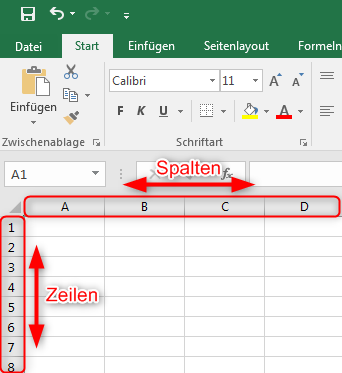 Datei Start Einfügen Seitenlayout Formeln
Calibri 11 A A
Einfügen F K U A
Zwischenablage Schriftart
A1 fx
Spalten
A B C D
1
2
3
Zeilen
4
5
6
7
8